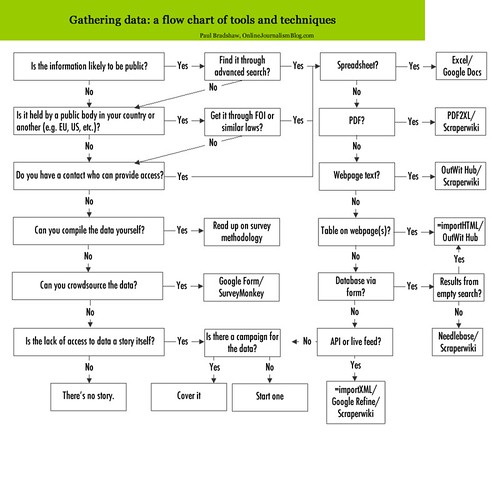 Gathering data: a flow chart of tools and techniques
Paul Bradshaw, OnlineJournalismBlog.com
Is the information likely to be public?
Yes
Find it through
advanced search?
Yes
Spreadsheet?
Yes
Excel/
Google Docs
No
No
No
Is it held by a public body in your country or
another (e.g. EU, US, etc.)?
Yes
Get it through FOI or
similar laws?
Yes
PDF?
Yes
PDF2XL/
Scraperwiki
No
No
No
Do you have a contact who can provide access?
Yes
Webpage text?
Yes
OutWit Hub/
Scraperwiki
No
No
Can you compile the data yourself?
Yes
Read up on survey
methodology
Table on webpage(s)?
Yes
=importHTML/
OutWit Hub
No
No
Yes
Can you crowdsource the data?
Yes
Google Form/
SurveyMonkey
Database via
form?
Yes
Results from
empty search?
No
No
No
Is the lack of access to data a story itself?
Yes
Is there a campaign for
the data?
No
API or live feed?
Needlebase/
Scraperwiki
No
Yes
No
Yes
There's no story.
Cover it
Start one
=importXML/
Google Refine/
Scraperwiki